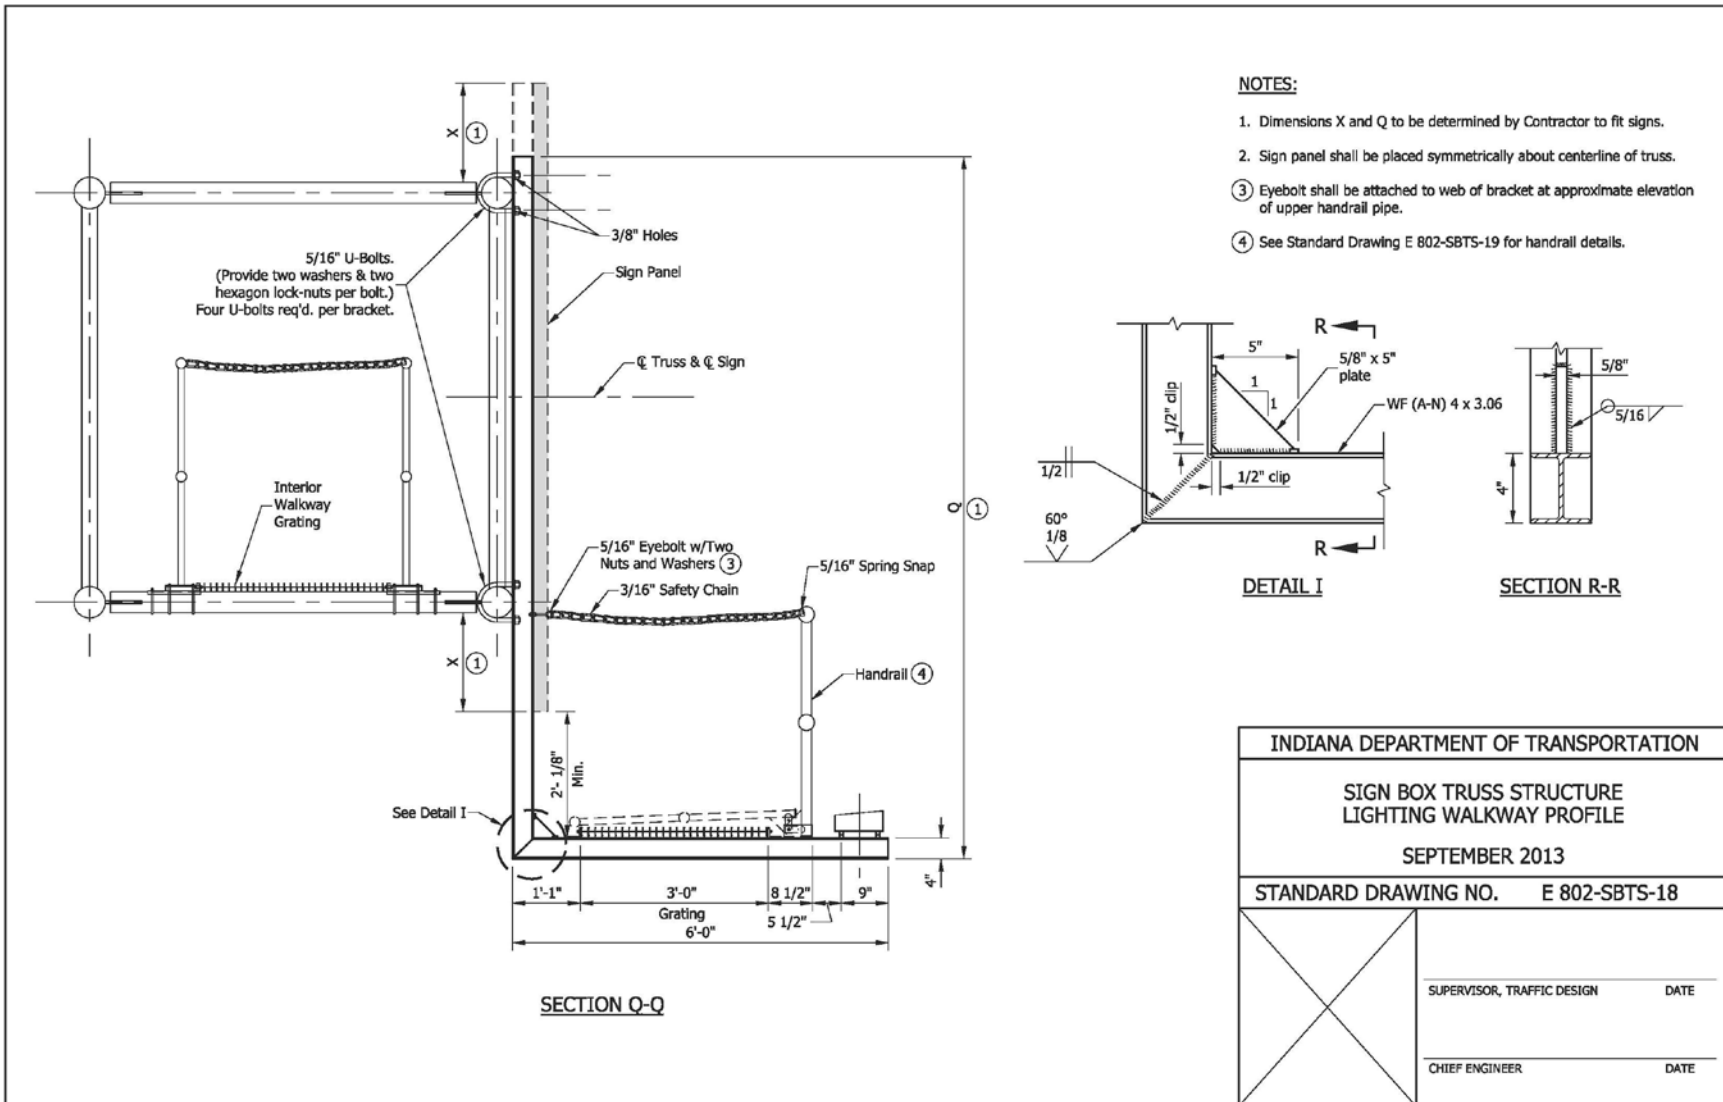 X ①
5/16" U-Bolts.
(Provide two washers & two
hexagon lock-nuts per bolt.)
Four U-bolts req'd. per bracket.
3/8" Holes
Sign Panel
℄ Truss & ℄ Sign
Interior
Walkway
Grating
5/16" Eyebolt w/Two
Nuts and Washers ③
3/16" Safety Chain
5/16" Spring Snap
X ①
Handrail ④
Q ①
2'- 1/8"
Min.
See Detail I
4"
1'-1"
3'-0"
8 1/2"
9"
Grating
5 1/2"
6'-0"
SECTION Q-Q
NOTES:
1. Dimensions X and Q to be determined by Contractor to fit signs.
2. Sign panel shall be placed symmetrically about centerline of truss.
③ Eyebolt shall be attached to web of bracket at approximate elevation
of upper handrail pipe.
④ See Standard Drawing E 802-SBTS-19 for handrail details.
R
5"
5/8" x 5"
plate
1
1
1/2" clip
WF (A-N) 4 x 3.06
1/2
1/2" clip
60°
1/8
R
DETAIL I
5/8"
5/16
4"
SECTION R-R
INDIANA DEPARTMENT OF TRANSPORTATION
SIGN BOX TRUSS STRUCTURE
LIGHTING WALKWAY PROFILE
SEPTEMBER 2013
STANDARD DRAWING NO. E 802-SBTS-18
SUPERVISOR, TRAFFIC DESIGN DATE
CHIEF ENGINEER DATE